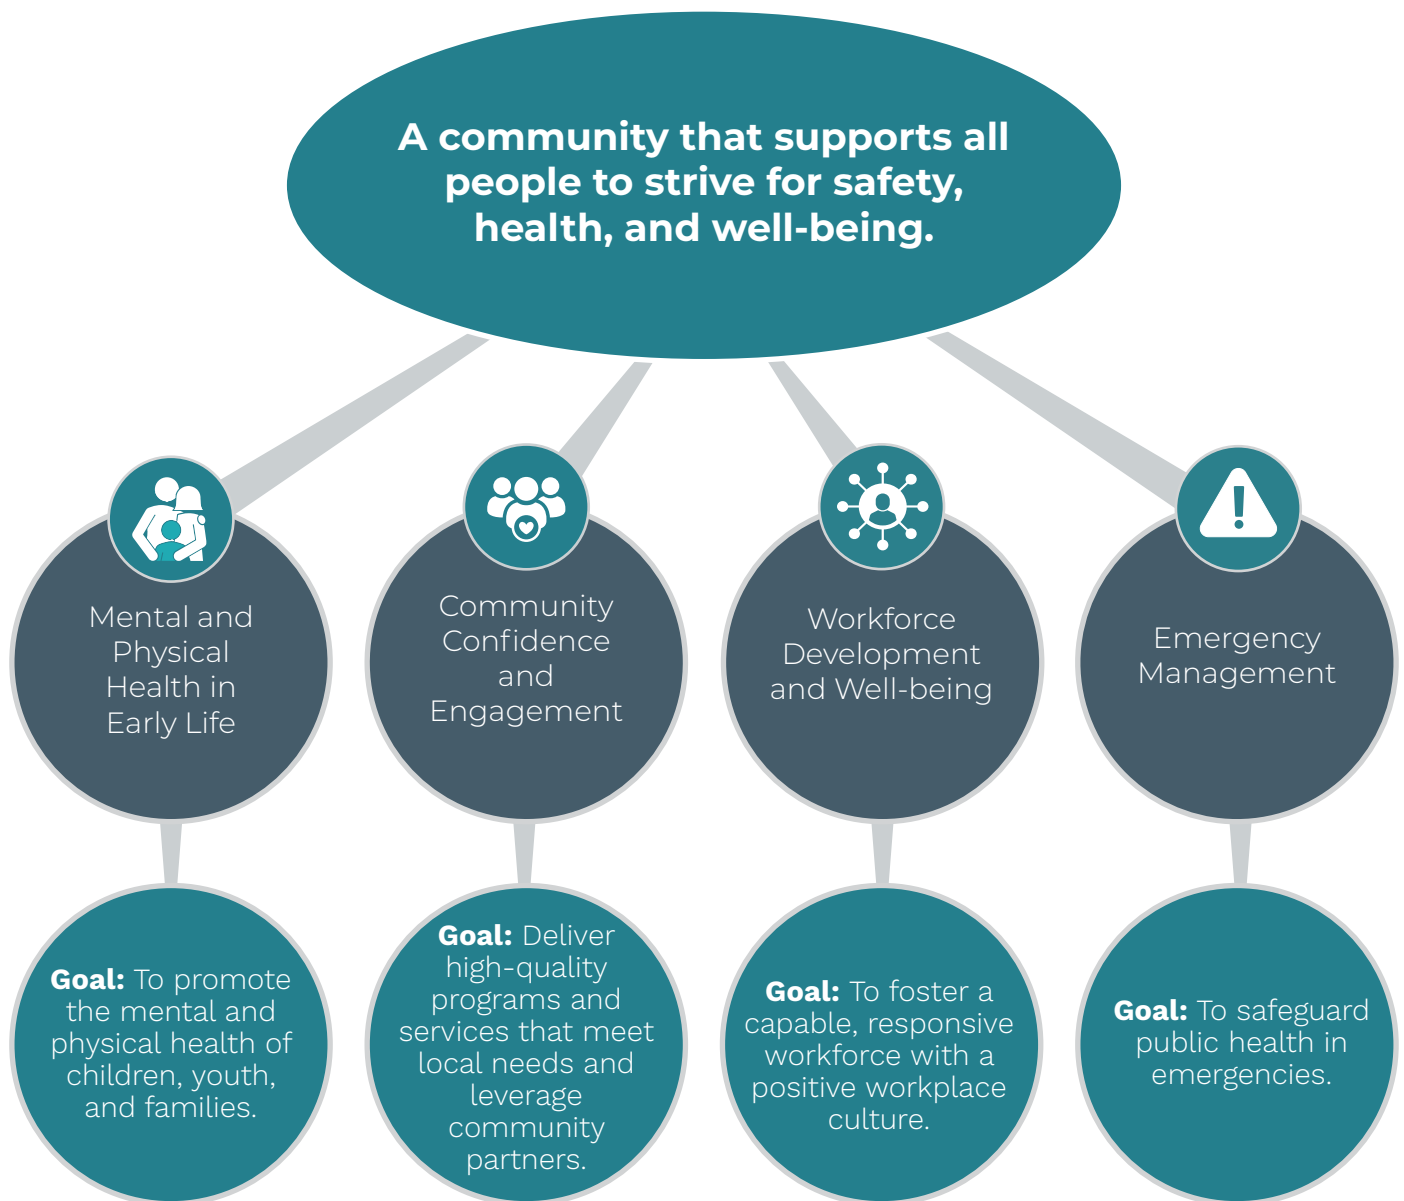 A community that supports all
people to strive for safety,
health, and well-being.
Mental and
Physical
Health in
Early Life
Community
Confidence
and
Engagement
Workforce
Development
and Well-being
Emergency
Management
Goal: To promote
the mental and
physical health of
children, youth,
and families.
Goal: Deliver
high-quality
programs and
services that meet
local needs and
leverage
community
partners.
Goal: To foster a
capable, responsive
workforce with a
positive workplace
culture.
Goal: To safeguard
public health in
emergencies.